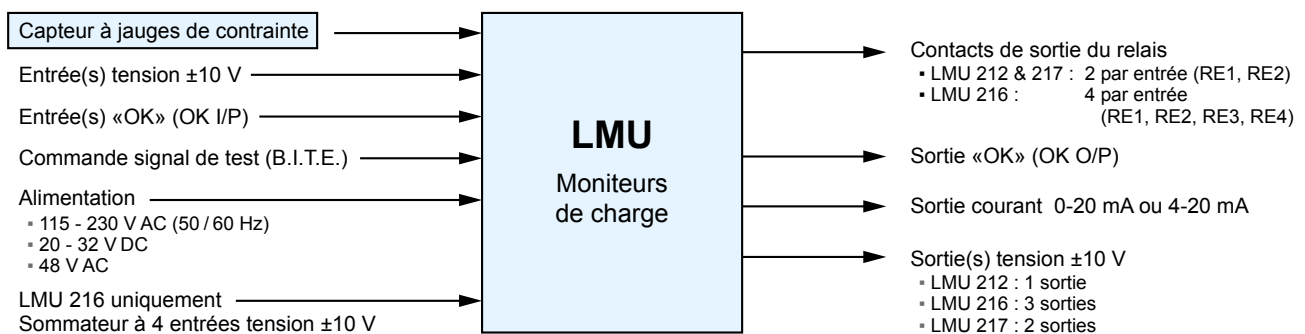 Capteur à jauges de contrainte
Entrée(s) tension ±10 V
Entrée(s) «OK» (OK I/P)
Commande signal de test (B.I.T.E.)
Alimentation
▪ 115 - 230 V AC (50 / 60 Hz)
▪ 20 - 32 V DC
▪ 48 V AC
LMU 216 uniquement
Sommateur à 4 entrées tension ±10 V
LMU
Moniteurs
de charge
Contacts de sortie du relais
▪ LMU 212 & 217 : 2 par entrée (RE1, RE2)
▪ LMU 216 : 4 par entrée
(RE1, RE2, RE3, RE4)
Sortie «OK» (OK O/P)
Sortie courant 0-20 mA ou 4-20 mA
Sortie(s) tension ±10 V
▪ LMU 212 : 1 sortie
▪ LMU 216 : 3 sorties
▪ LMU 217 : 2 sorties